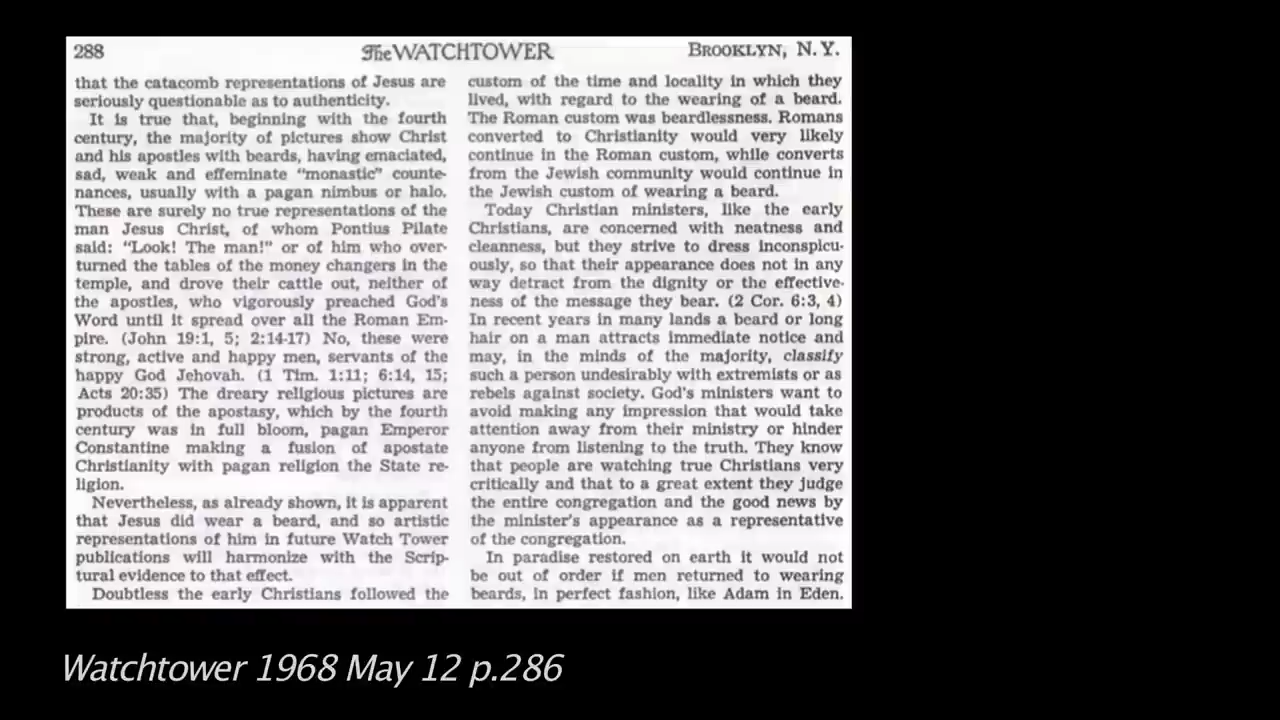 288
The WATCHTOWER
BROOKLYN, N. Y.
that the catacomb representations of Jesus are
seriously questionable as to authenticity.
It is true that, beginning with the fourth
century, the majority of pictures show Christ
and his apostles with beards, having emaciated,
sad, weak and effeminate “monastic” counte-
nances, usually with a pagan nimbus or halo.
These are surely no true representations of the
man Jesus Christ, of whom Pontius Pilate
said: “Look! The man!” or of him who over-
turned the tables of the money changers in the
temple, and drove their cattle out, neither of
the apostles, who vigorously preached God’s
Word until it spread over all the Roman Em-
pire. (John 19:1, 5; 2:14-17) No, these were
strong, active and happy men, servants of the
happy God Jehovah. (1 Tim. 1:11; 6:14, 15;
Acts 20:35) The dreary religious pictures are
products of the apostasy, which by the fourth
century was in full bloom, pagan Emperor
Constantine making a fusion of apostate
Christianity with pagan religion the State re-
ligion.
Nevertheless, as already shown, it is apparent
that Jesus did wear a beard, and so artistic
representations of him in future Watch Tower
publications will harmonize with the Scrip-
tural evidence to that effect.
Doubtless the early Christians followed the
custom of the time and locality in which they
lived, with regard to the wearing of a beard.
The Roman custom was beardlessness. Romans
converted to Christianity would very likely
continue in the Roman custom, while converts
from the Jewish community would continue in
the Jewish custom of wearing a beard.
Today Christian ministers, like the early
Christians, are concerned with neatness and
cleanness, but they strive to dress inconspicu-
ously, so that their appearance does not in any
way detract from the dignity or the effective-
ness of the message they bear. (2 Cor. 6:3, 4)
In recent years in many lands a beard or long
hair on a man attracts immediate notice and
may, in the minds of the majority, classify
such a person undesirably with extremists or as
rebels against society. God’s ministers want to
avoid making any impression that would take
attention away from their ministry or hinder
anyone from listening to the truth. They know
that people are watching true Christians very
critically and that to a great extent they judge
the entire congregation and the good news by
the minister’s appearance as a representative
of the congregation.
In paradise restored on earth it would not
be out of order if men returned to wearing
beards, in perfect fashion, like Adam in Eden.
Watchtower 1968 May 12 p.286